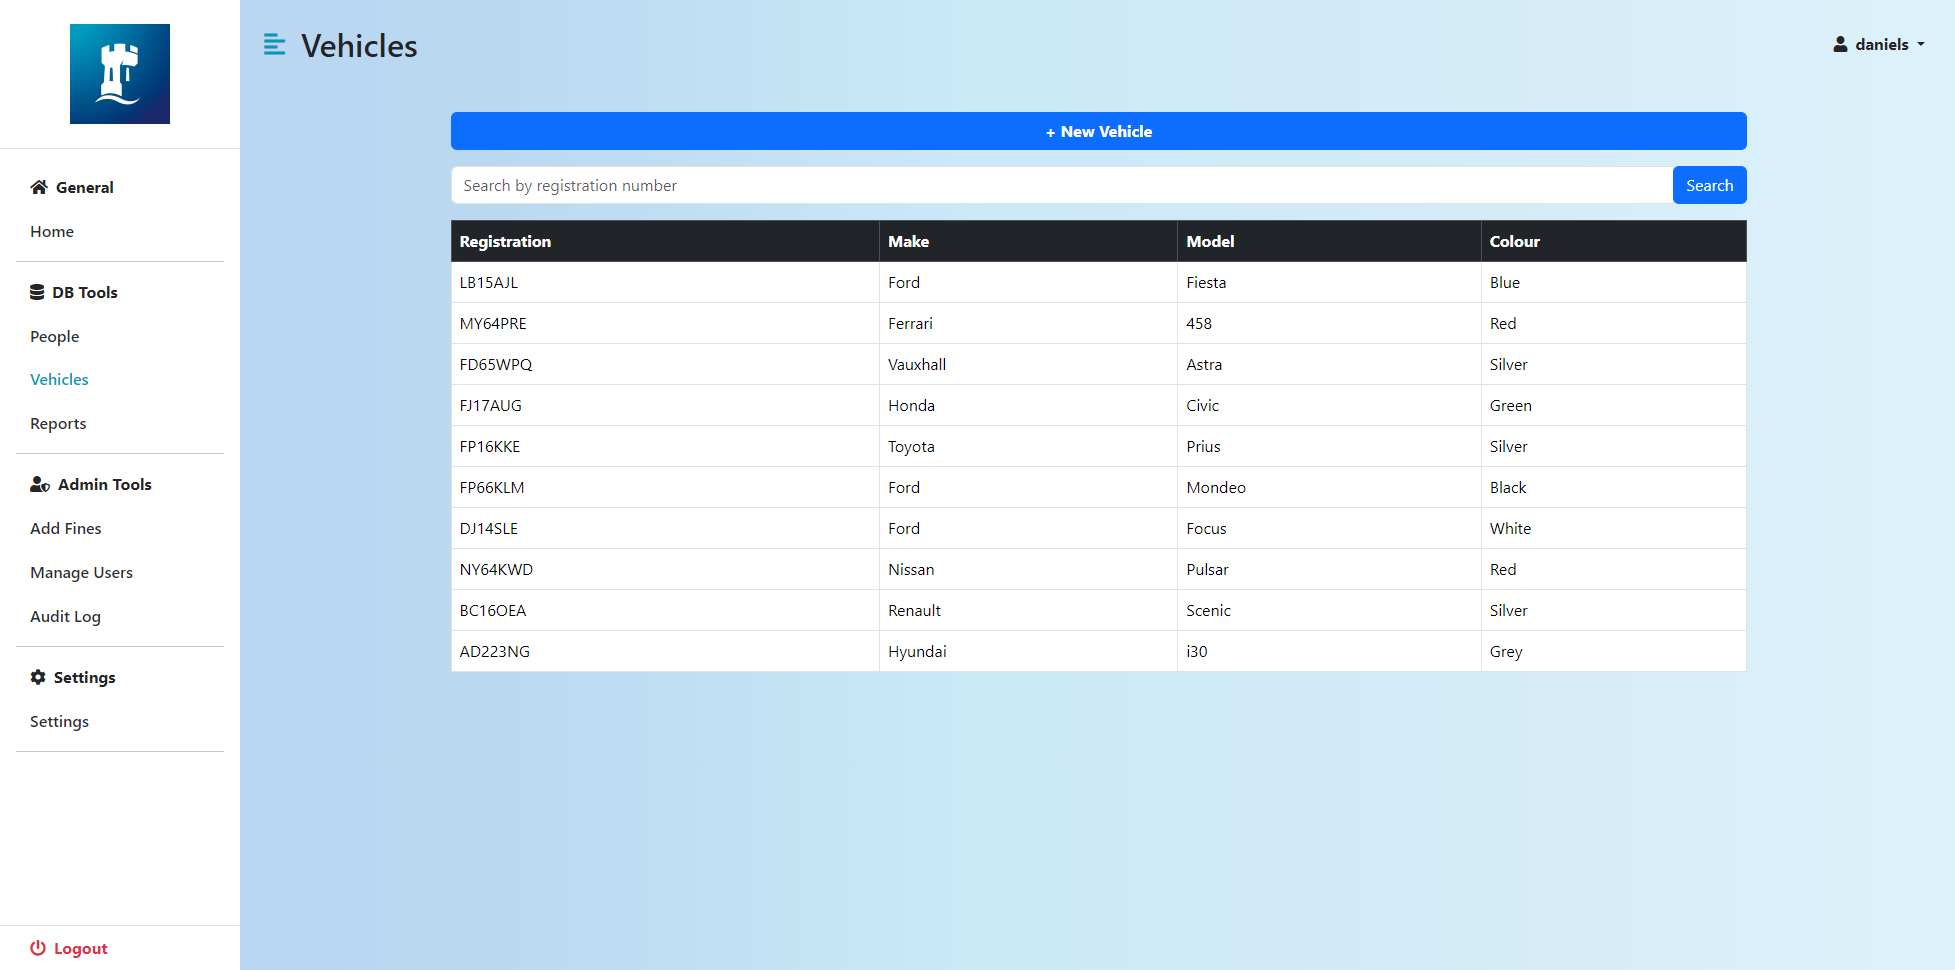 Vehicles
daniels
General
Home
DB Tools
People
Vehicles
Reports
Admin Tools
Add Fines
Manage Users
Audit Log
Settings
Settings
Logout
+ New Vehicle
Search by registration number Search
Registration Make Model Colour
LB15AJL Ford Fiesta Blue
MY64PRE Ferrari 458 Red
FD65WPQ Vauxhall Astra Silver
FJ17AUG Honda Civic Green
FP16KKE Toyota Prius Silver
FP66KLM Ford Mondeo Black
DJ14SLE Ford Focus White
NY64KWD Nissan Pulsar Red
BC16OEA Renault Scenic Silver
AD223NG Hyundai i30 Grey